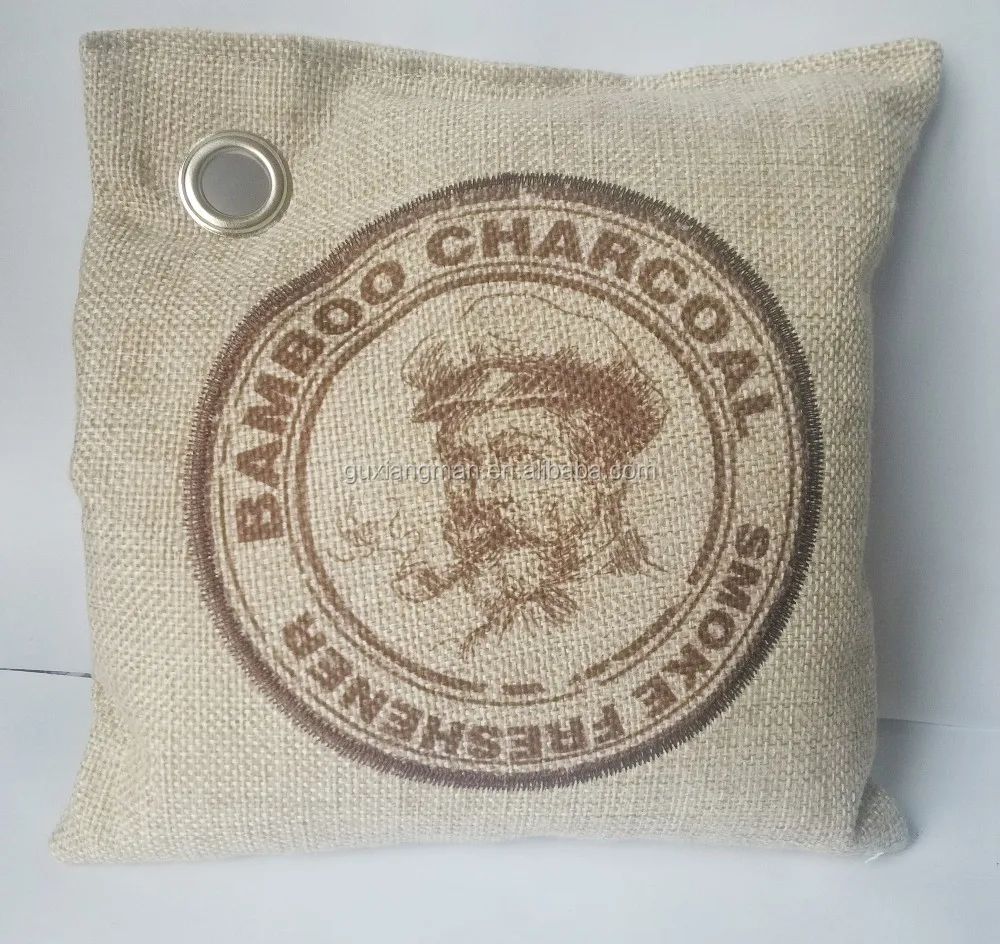 BAMBOO CHARCOAL
SMOKE FRESHENER
guxiangman.en.alibaba.com